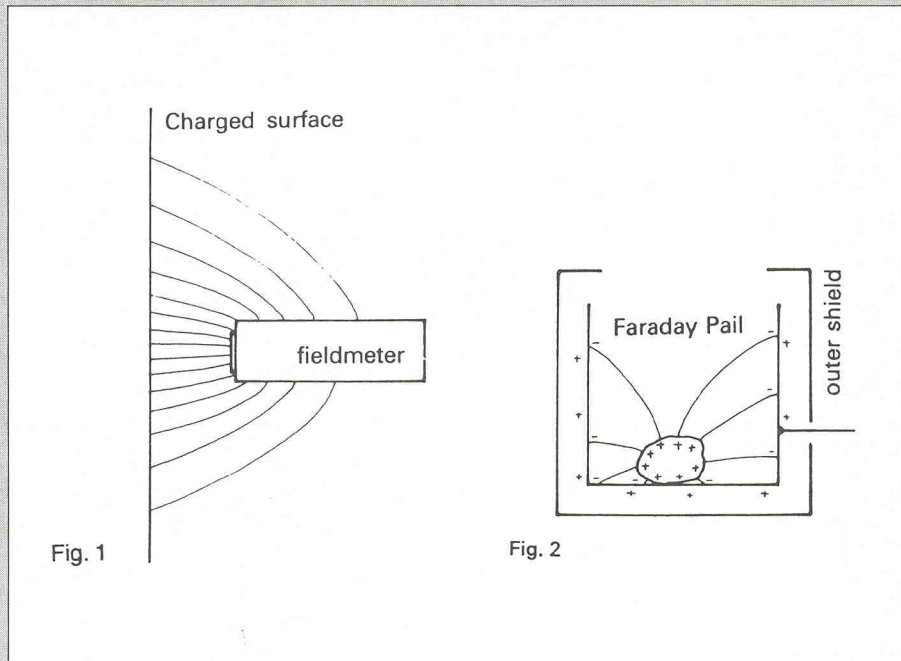 Charged surface
fieldmeter
Fig. 1
Faraday Pail
outer shield
Fig. 2